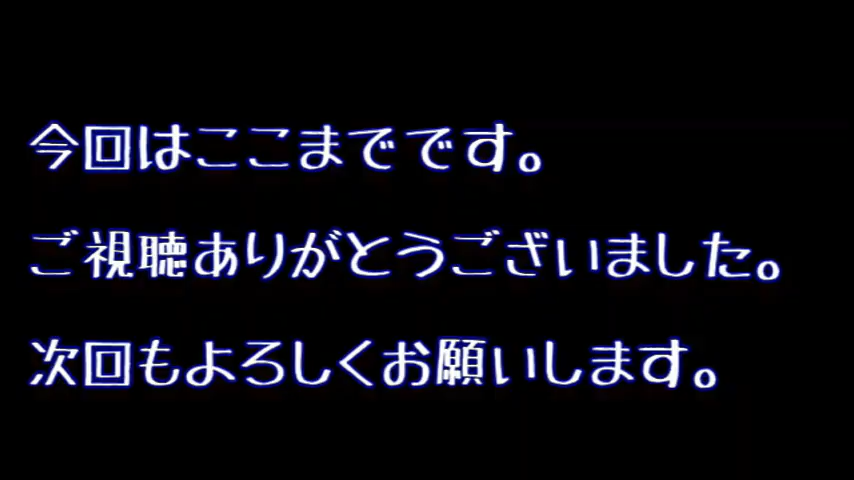 今回はここまでです。
ご視聴ありがとうございました。
次回もよろしくお願いします。